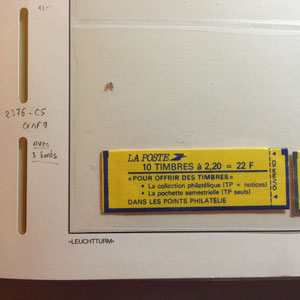 2376-C5
Conf 9
Avec
3 bords
LA POSTE
10 TIMBRES à 2,20 = 22 F
«POUR OFFRIR DES TIMBRES»
• La collection philatélique (TP + notices)
• La pochette semestrielle (TP seuls)
DANS LES POINTS PHILATÉLIE
«LEUCHTTURM»